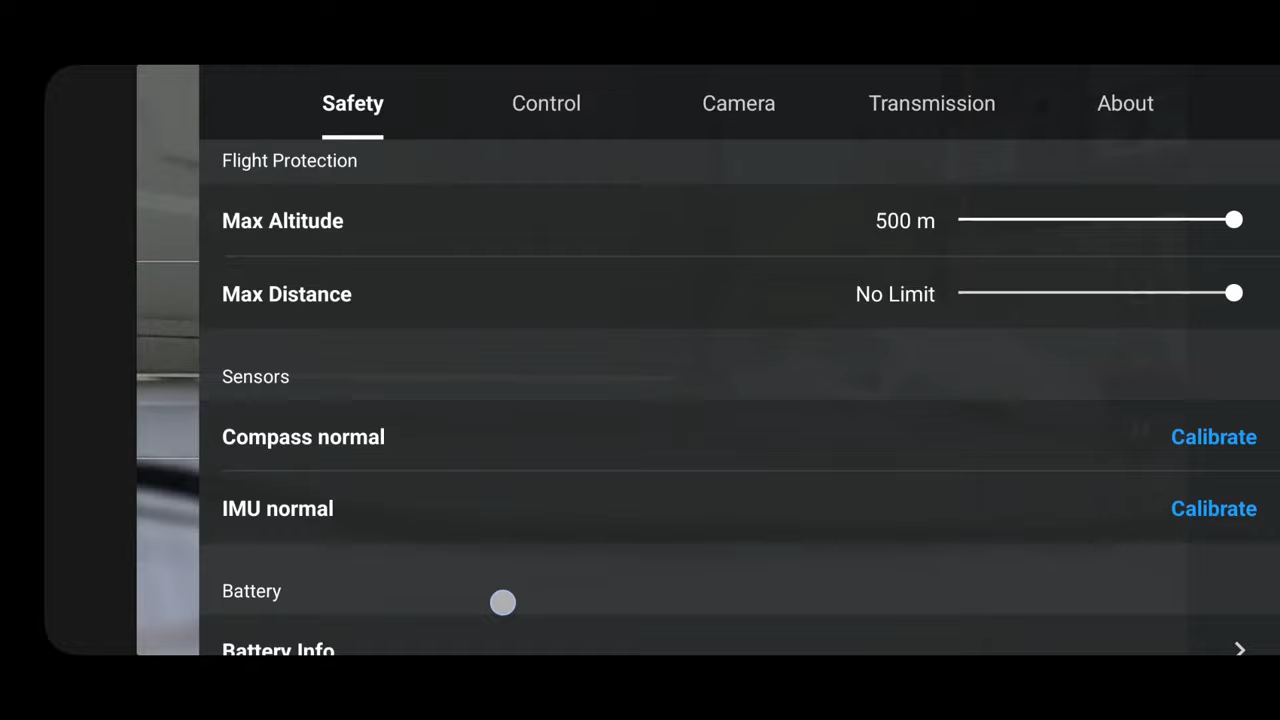 Safety Control Camera Transmission About
Flight Protection
Max Altitude 500 m
Max Distance No Limit
Sensors
Compass normal Calibrate
IMU normal Calibrate
Battery
Battery Info